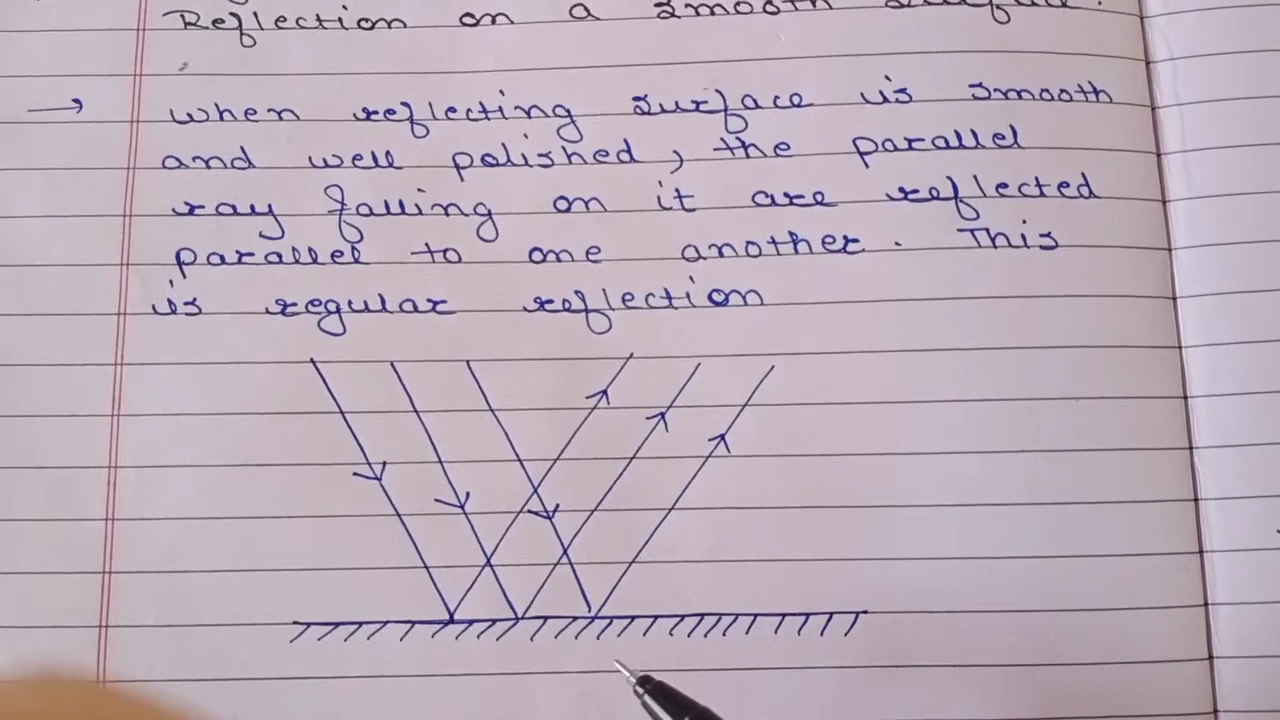 Reflection on a smooth surface.
→ when reflecting surface is smooth
and well polished, the parallel
ray falling on it are reflected
parallel to one another. This
is regular reflection